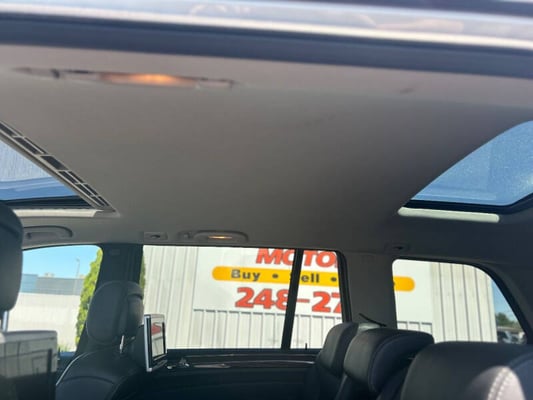 MOTO
Buy • Sell •
248-27